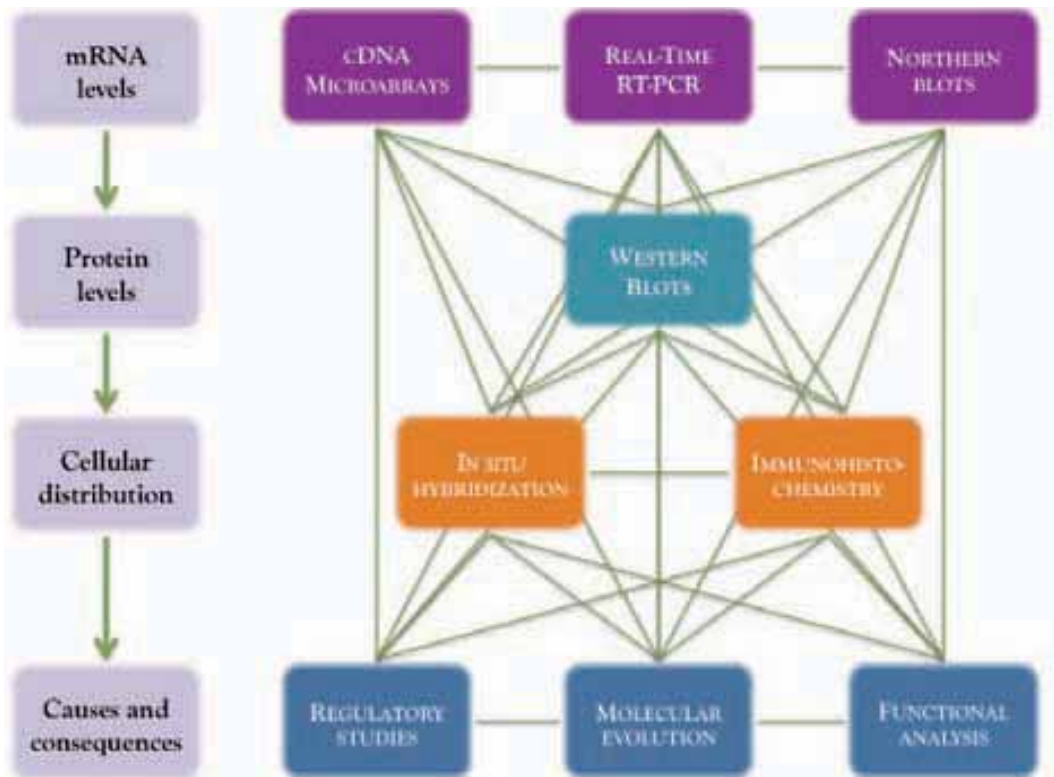 mRNA
levels
cDNA
MICROARRAYS
REAL-TIME
RT-PCR
NORTHERN
BLOTS
Protein
levels
WESTERN
BLOTS
Cellular
distribution
IN SITU
HYBRIDIZATION
IMMUNOHISTO-
CHEMISTRY
Causes and
consequences
REGULATORY
STUDIES
MOLECULAR
EVOLUTION
FUNCTIONAL
ANALYSIS